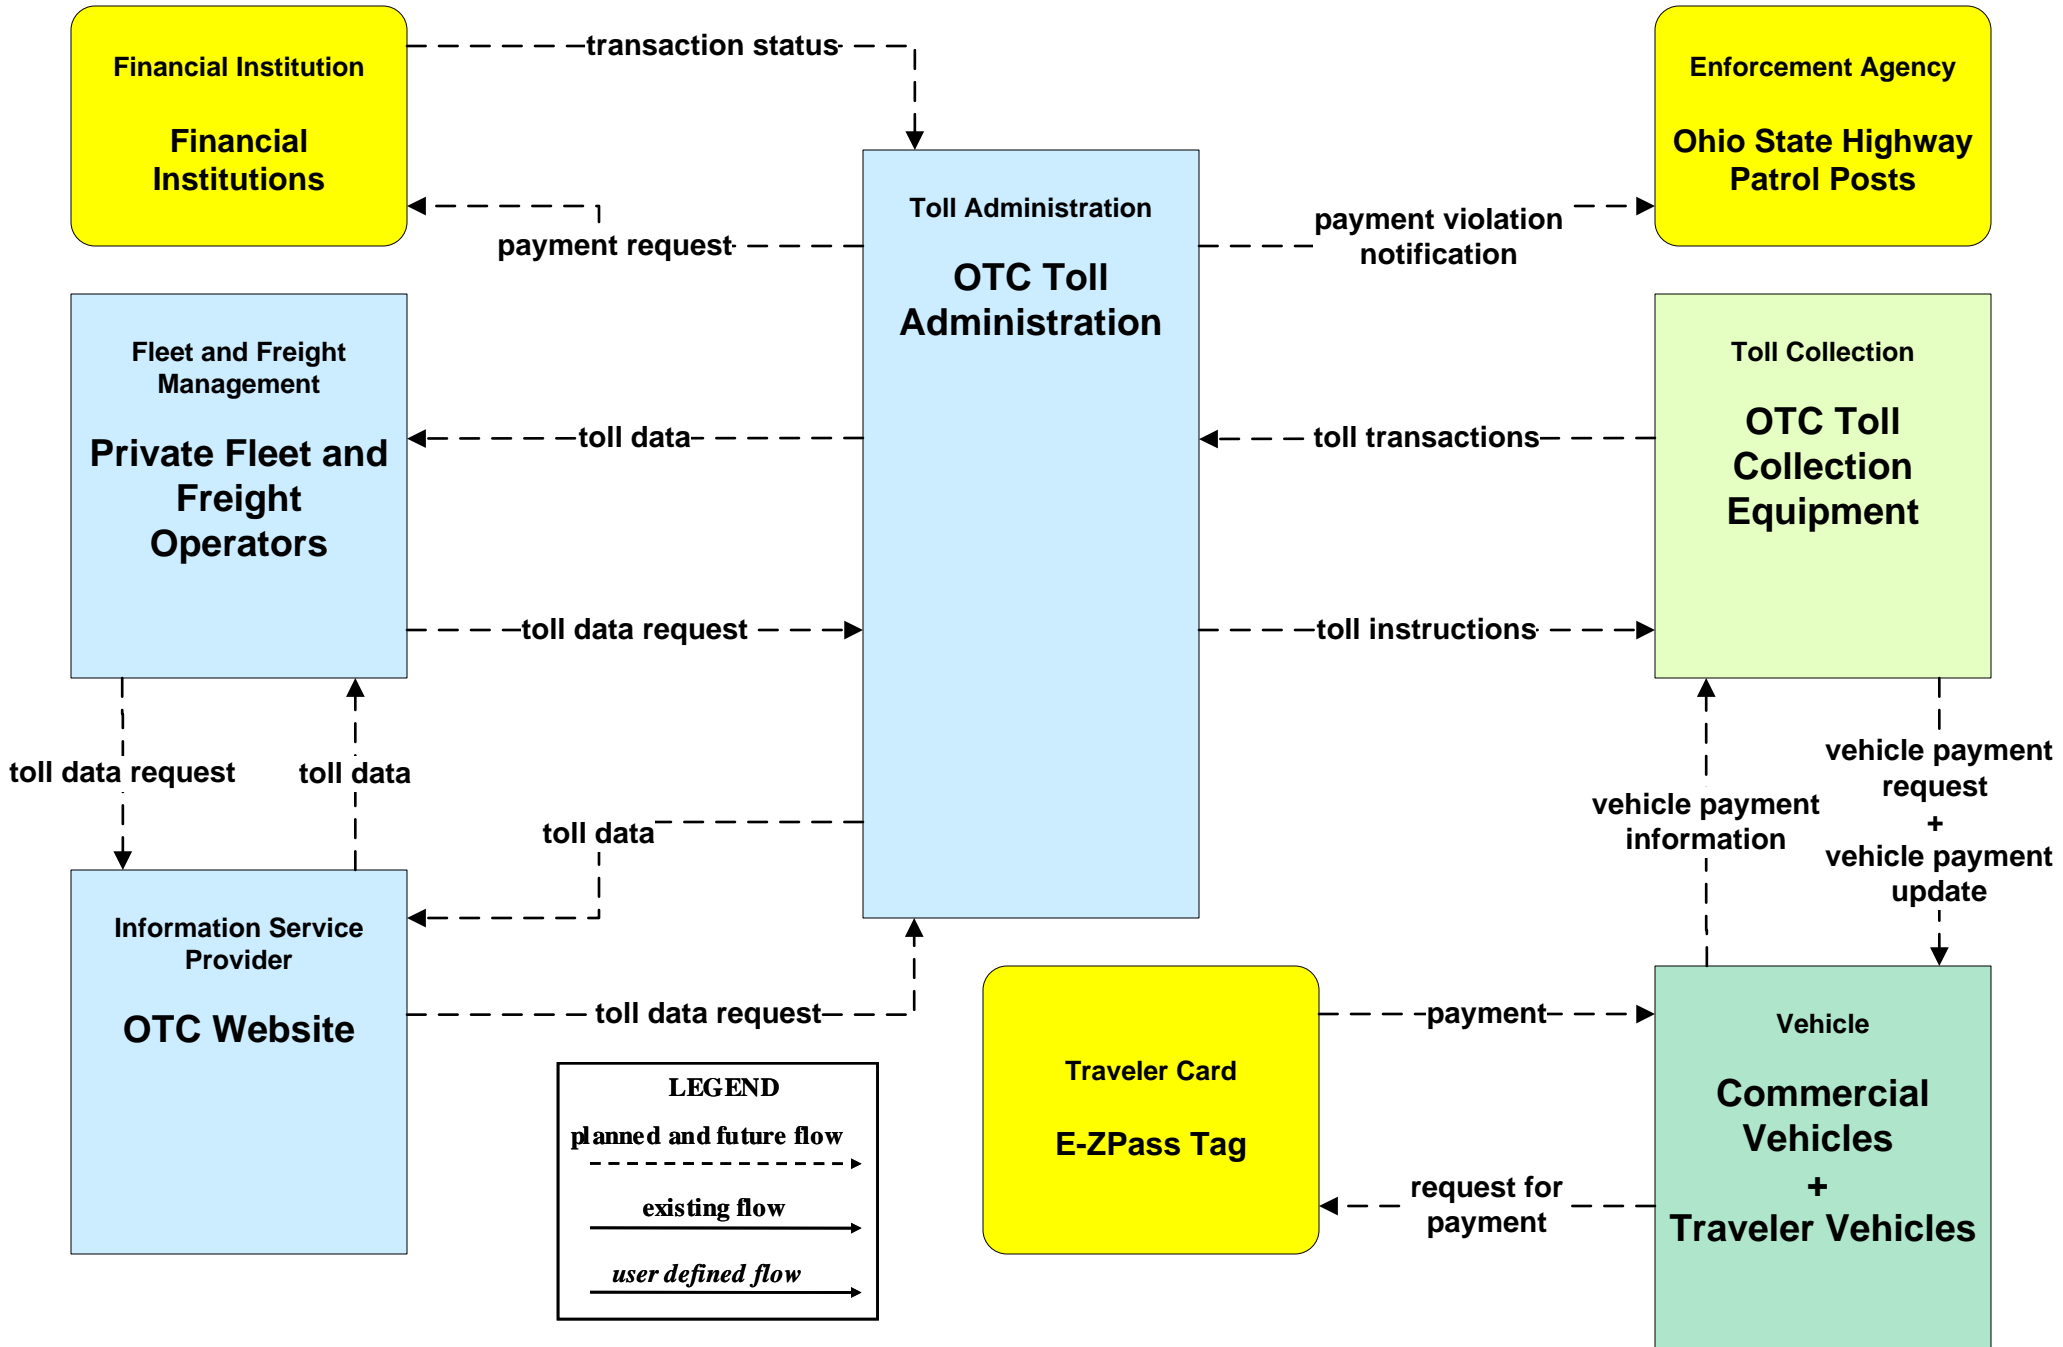 transaction status
Financial Institution
Financial
Institutions
Enforcement Agency
Ohio State Highway
Patrol Posts
payment request
Toll Administration
OTC Toll
Administration
payment violation
notification
Fleet and Freight
Management
Private Fleet and
Freight
Operators
toll data
toll transactions
Toll Collection
OTC Toll
Collection
Equipment
toll data request
toll instructions
toll data request
toll data
toll data
vehicle payment
information
vehicle payment
request
+
vehicle payment
update
Information Service
Provider
OTC Website
toll data request
Traveler Card
E-ZPass Tag
payment
request for
payment
Vehicle
Commercial
Vehicles
+
Traveler Vehicles
LEGEND
planned and future flow
existing flow
user defined flow